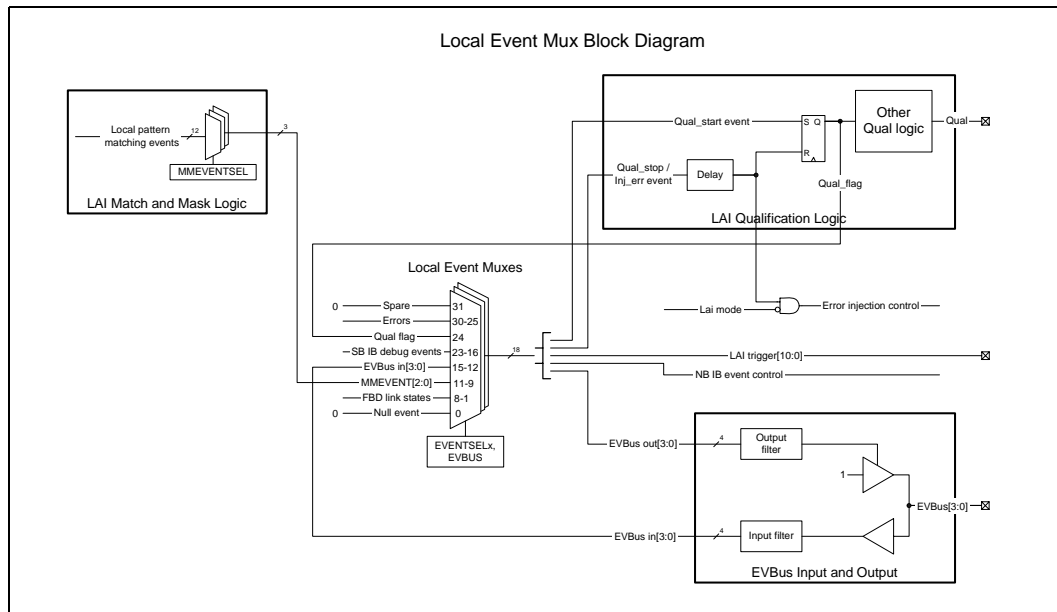 Local Event Mux Block Diagram
Local pattern
matching events
12
3
MMEVENTSEL
LAI Match and Mask Logic
Qual_start event
S Q
R
Other
Qual logic
Qual
Qual_stop /
Inj_err event
Delay
Qual_flag
LAI Qualification Logic
Local Event Muxes
0 Spare 31
Errors 30-25
Qual flag 24
SB IB debug events 23-16
EVBus in[3:0] 15-12
MMEVENT[2:0] 11-9
FBD link states 8-1
0 Null event 0
18
EVENTSELx,
EVBUS
Lai mode
Error injection control
LAI trigger[10:0]
NB IB event control
EVBus out[3:0]
4
Output
filter
1
EVBus[3:0]
EVBus in[3:0]
4
Input filter
EVBus Input and Output